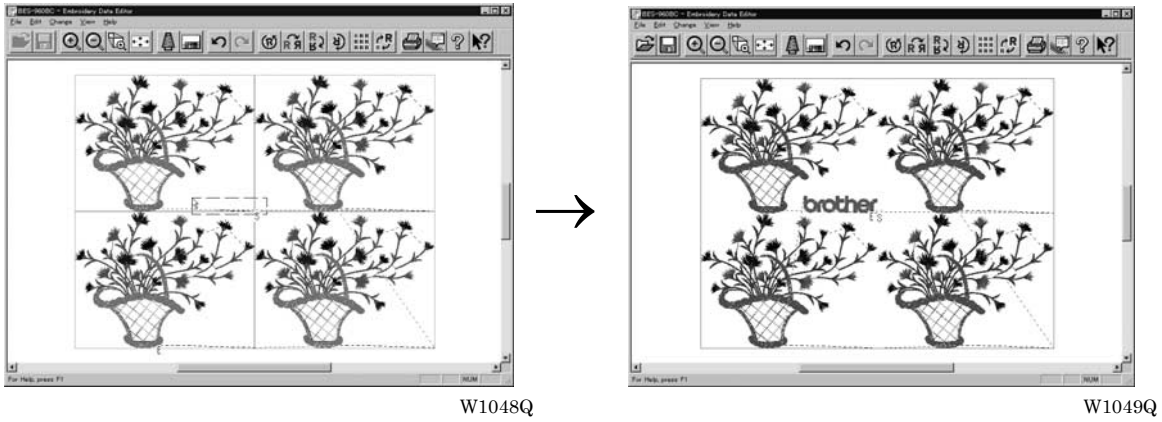 BES-960BC - Embroidery Data Editor
File Edit Change View Help
S
E
For Help, press F1
NUM
W1048Q
→
BES-960BC - Embroidery Data Editor
File Edit Change View Help
brother
E S
For Help, press F1
NUM
W1049Q